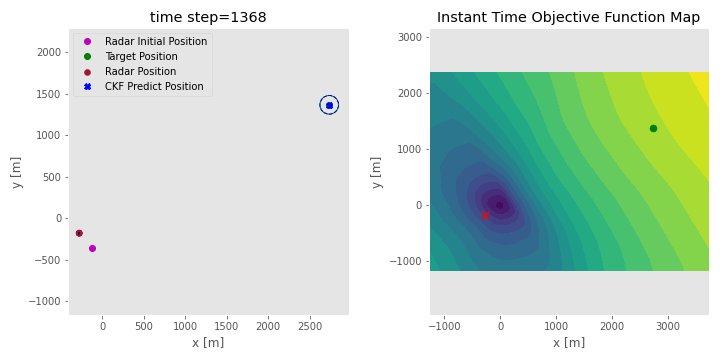 time step=1368
Radar Initial Position
Target Position
Radar Position
CKF Predict Position
2000
1500
1000
500
0
−500
−1000
y [m]
0 500 1000 1500 2000 2500
x [m]
Instant Time Objective Function Map
3000
2000
1000
0
−1000
y [m]
−1000 0 1000 2000 3000
x [m]